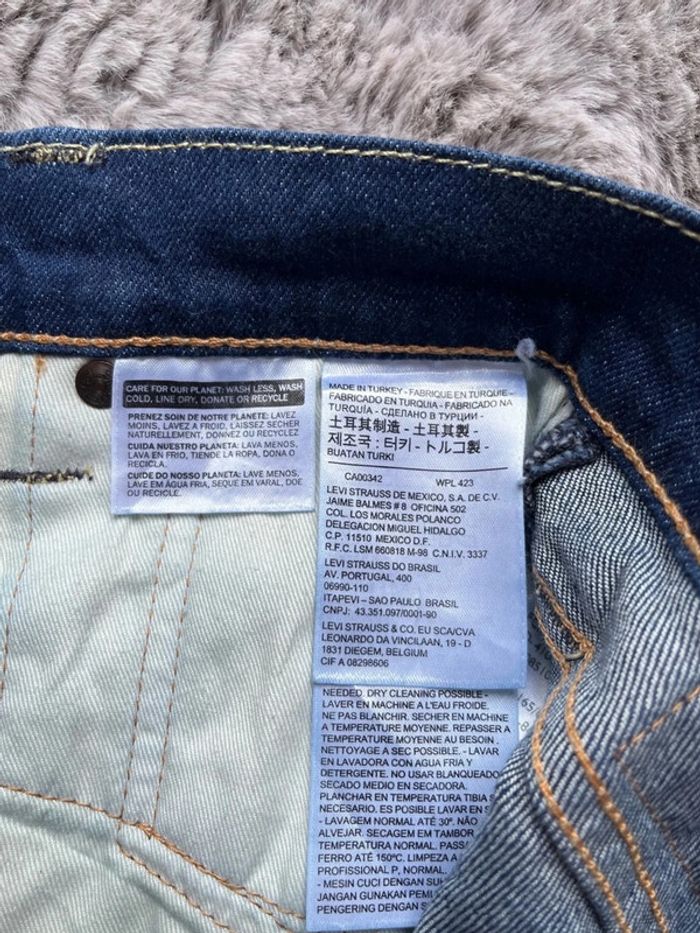 CARE FOR OUR PLANET: WASH LESS, WASH
COLD, LINE DRY, DONATE OR RECYCLE
PRENEZ SOIN DE NOTRE PLANETE: LAVEZ
MOINS, LAVEZ A FROID, LAISSEZ SECHER
NATURELLEMENT, DONNEZ OU RECYCLEZ
CUIDA NUESTRO PLANETA: LAVA MENOS,
LAVA EN FRIO, TIENDE LA ROPA, DONA O
RECICLA.
CUIDE DO NOSSO PLANETA: LAVE MENOS,
LAVE EM ÁGUA FRIA, SEQUE EM VARAL, DOE
OU RECICLE.
MADE IN TURKEY - FABRIQUE EN TURQUIE -
FABRICADO EN TURQUIA - FABRICADO NA
TURQUÍA - СДЕЛАНО В ТУРЦИИ -
土耳其制造 - 土耳其製 -
제조국 : 터키 - トルコ製 -
BUATAN TURKI
CA00342 WPL 423
LEVI STRAUSS DE MEXICO, S.A. DE C.V.
JAIME BALMES # 8 OFICINA 502
COL. LOS MORALES POLANCO
DELEGACION MIGUEL HIDALGO
C.P. 11510 MEXICO D.F.
R.F.C. LSM 660818 M-98 C.N.I.V. 3337
LEVI STRAUSS DO BRASIL
AV. PORTUGAL, 400
06990-110
ITAPEVI – SAO PAULO BRASIL
CNPJ: 43.351.097/0001-90
LEVI STRAUSS & CO. EU SCA/CVA
LEONARDO DA VINCILAAN, 19 - D
1831 DIEGEM, BELGIUM
CIF A 08298606
NEEDED. DRY CLEANING POSSIBLE -
LAVER EN MACHINE A L'EAU FROIDE.
NE PAS BLANCHIR. SECHER EN MACHINE
A TEMPERATURE MOYENNE. REPASSER A
TEMPERATURE MOYENNE AU BESOIN .
NETTOYAGE A SEC POSSIBLE. - LAVAR
EN LAVADORA CON AGUA FRIA Y
DETERGENTE. NO USAR BLANQUEADO
SECADO MEDIO EN SECADORA.
PLANCHAR EN TEMPERATURA TIBIA S
NECESARIO. ES POSIBLE LAVAR EN S
- LAVAGEM NORMAL ATÉ 30º. NÃO
ALVEJAR. SECAGEM EM TAMBOR
TEMPERATURA NORMAL. PASS
FERRO ATÉ 150ºC. LIMPEZA A
PROFISSIONAL P, NORMAL.
- MESIN CUCI DENGAN SUH
JANGAN GUNAKAN PEM
PENGERING DENGAN SU